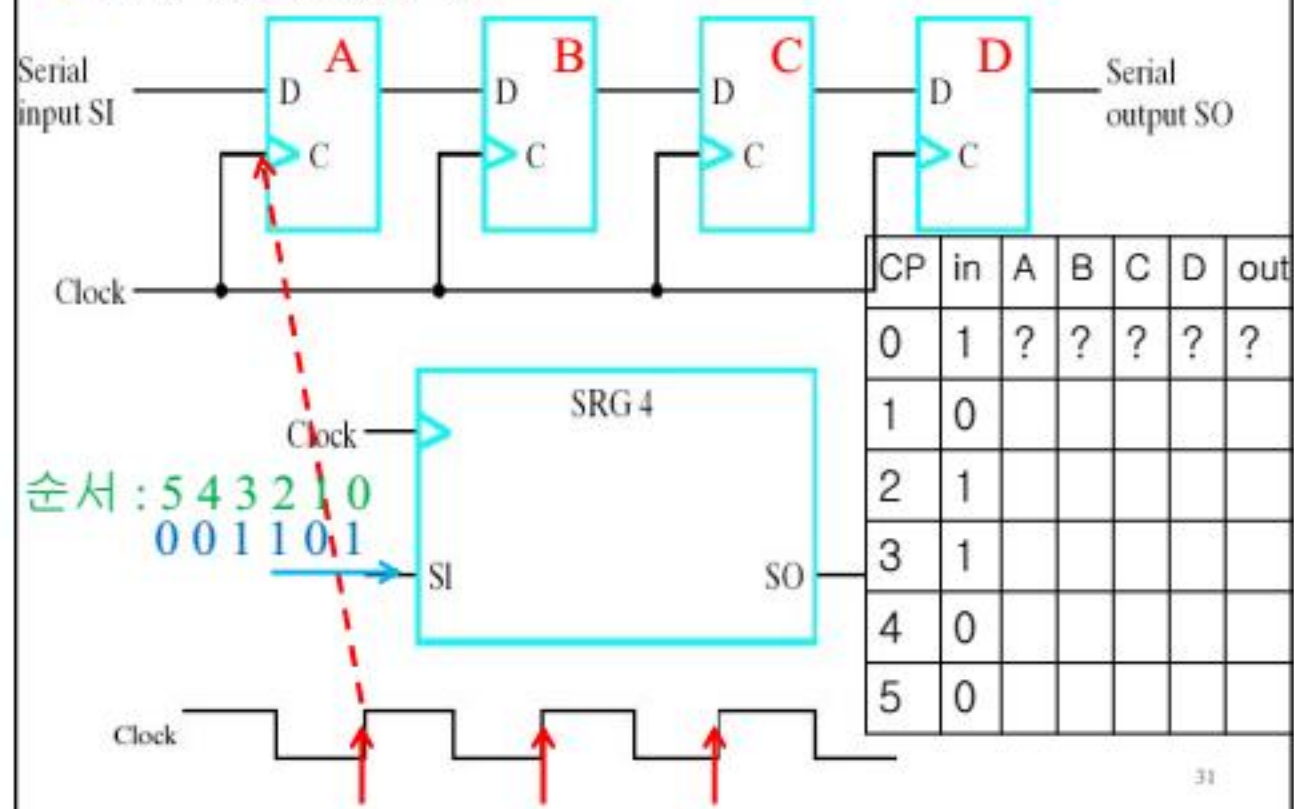 Serial
input SI
D
A
C
D
B
C
D
C
C
D
D
C
Serial
output SO
Clock
CP in A B C D out
0 1 ? ? ? ? ?
1 0
2 1
3 1
4 0
5 0
SRG 4
Clock
순서 : 5 4 3 2 1 0
0 0 1 1 0 1
SI
SO
Clock
31